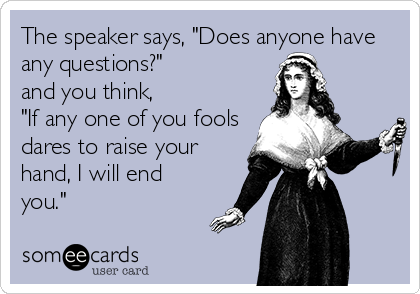 The speaker says, "Does anyone have
any questions?"
and you think,
"If any one of you fools
dares to raise your
hand, I will end
you."
someecards
user card